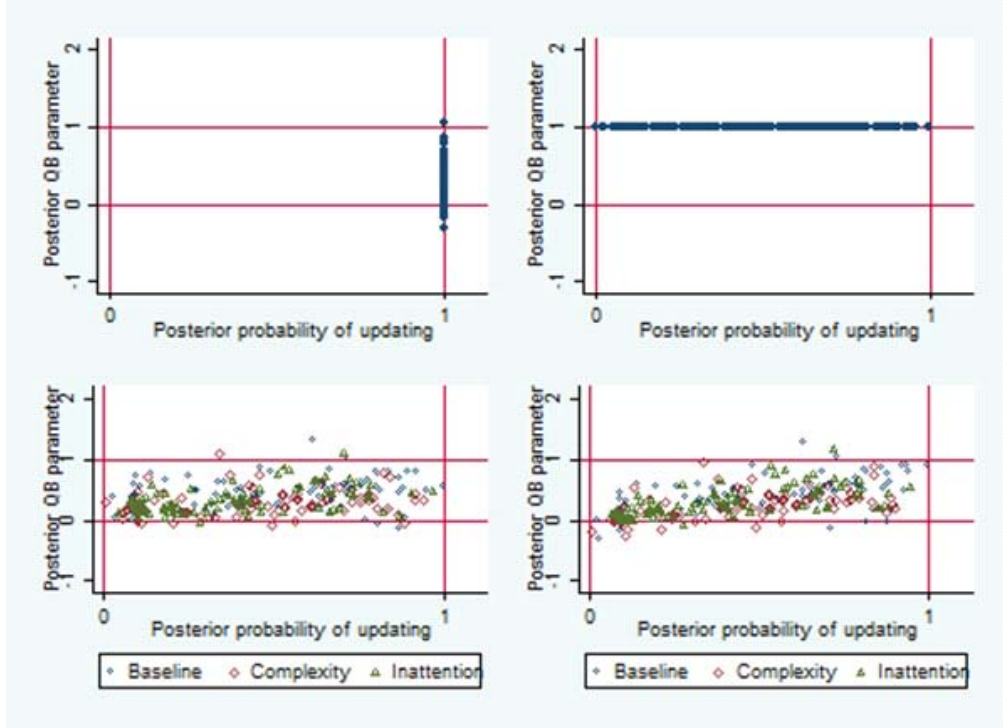 Posterior QB parameter
2
1
0
-1
0 1
Posterior probability of updating
Posterior QB parameter
2
1
0
-1
0 1
Posterior probability of updating
Posterior QB parameter
2
1
0
-1
0 1
Posterior probability of updating
Baseline Complexity Inattention
Posterior QB parameter
2
1
0
-1
0 1
Posterior probability of updating
Baseline Complexity Inattention